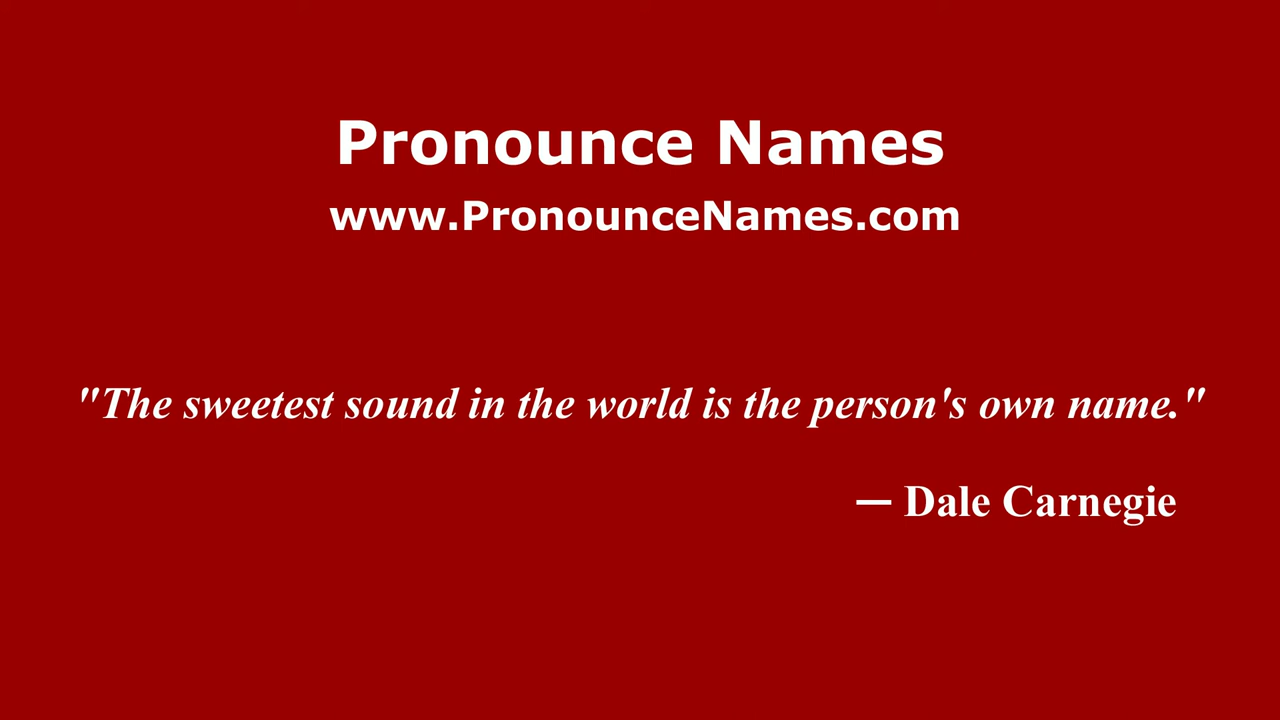 Pronounce Names
www.PronounceNames.com
"The sweetest sound in the world is the person's own name."
— Dale Carnegie